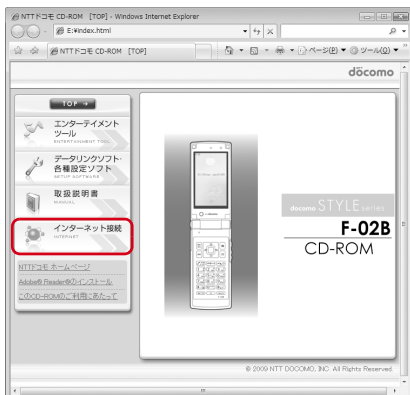 NTTドコモ CD-ROM [TOP] - Windows Internet Explorer
E:¥index.html
NTTドコモ CD-ROM [TOP]
ページ(P)
ツール(O)
döcomo
TOP
エンターテイメント
ツール
ENTERTAINMENT TOOL
データリンクソフト・
各種設定ソフト
SETUP SOFTWARE
取扱説明書
MANUAL
インターネット接続
INTERNET
NTTドコモ ホームページ
Adobe® Reader®のインストール
このCD-ROMのご利用にあたって
docomo STYLE series
F-02B
CD-ROM
© 2009 NTT DOCOMO, INC. All Rights Reserved.